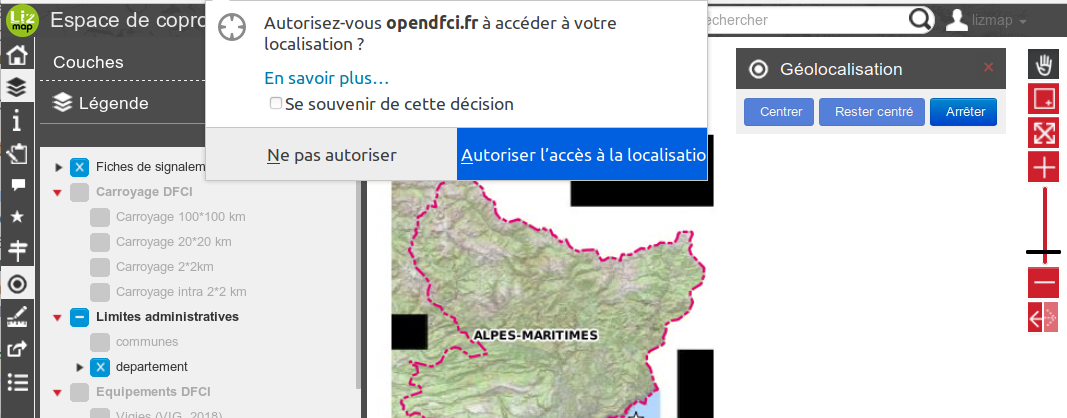 Liz
map
Espace de copro
Autorisez-vous opendfci.fr à accéder à votre
localisation ?
En savoir plus…
Se souvenir de cette décision
Ne pas autoriser
Autoriser l'accès à la localisatio
echercher
lizmap
Couches
Légende
Fiches de signalem
Carroyage DFCI
Carroyage 100*100 km
Carroyage 20*20 km
Carroyage 2*2km
Carroyage intra 2*2 km
Limites administratives
communes
departement
Equipements DFCI
Vigies (VIG, 2018)
ALPES-MARITIMES
Géolocalisation
Centrer
Rester centré
Arrêter